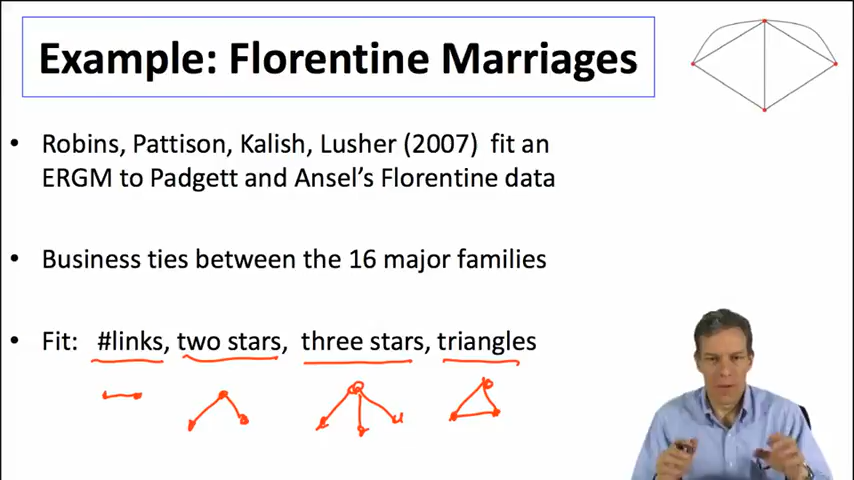 Example: Florentine Marriages
• Robins, Pattison, Kalish, Lusher (2007) fit an
ERGM to Padgett and Ansel's Florentine data
• Business ties between the 16 major families
• Fit: #links, two stars, three stars, triangles